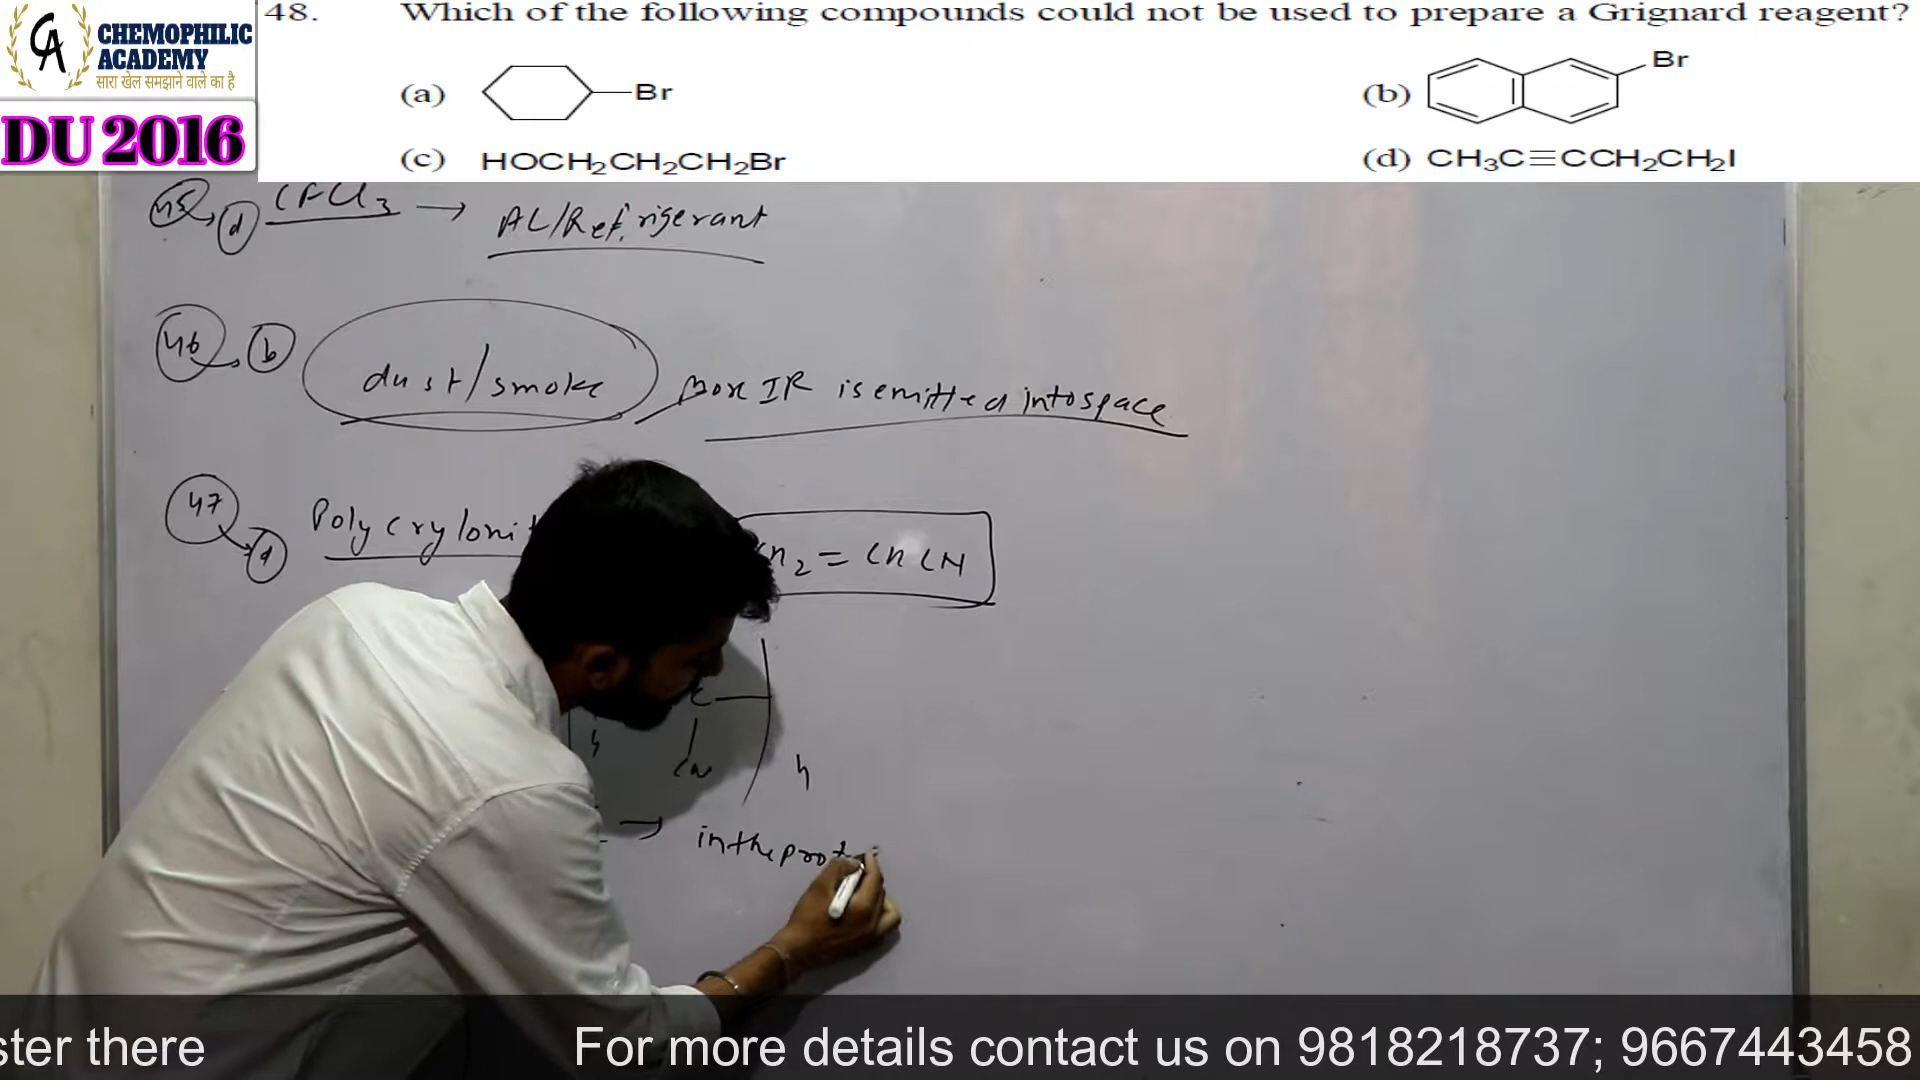 CHEMOPHILIC
ACADEMY
सारा खेल समझाने वाले का है
DU 2016
48. Which of the following compounds could not be used to prepare a Grignard reagent?
(a) Br
(b) Br
(c) HOCH₂CH₂CH₂Br
(d) CH₃C≡CCH₂CH₂I
45 → d CFCl₃ → AC/Refrigerant
46 → b dust/smoke more IR is emitted into space
47 → d
CH₂ = CHCN
C
CN
n
→ in the
ster there For more details contact us on 9818218737; 9667443458